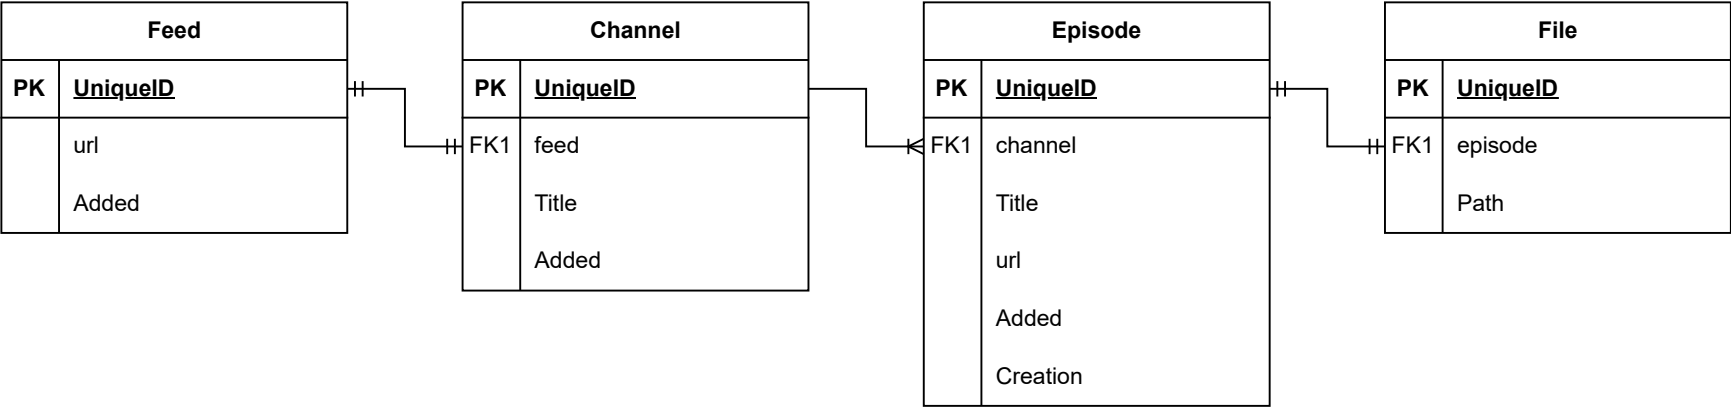 Feed
PK UniqueID
url
Added
Channel
PK UniqueID
FK1 feed
Title
Added
Episode
PK UniqueID
FK1 channel
Title
url
Added
Creation
File
PK UniqueID
FK1 episode
Path